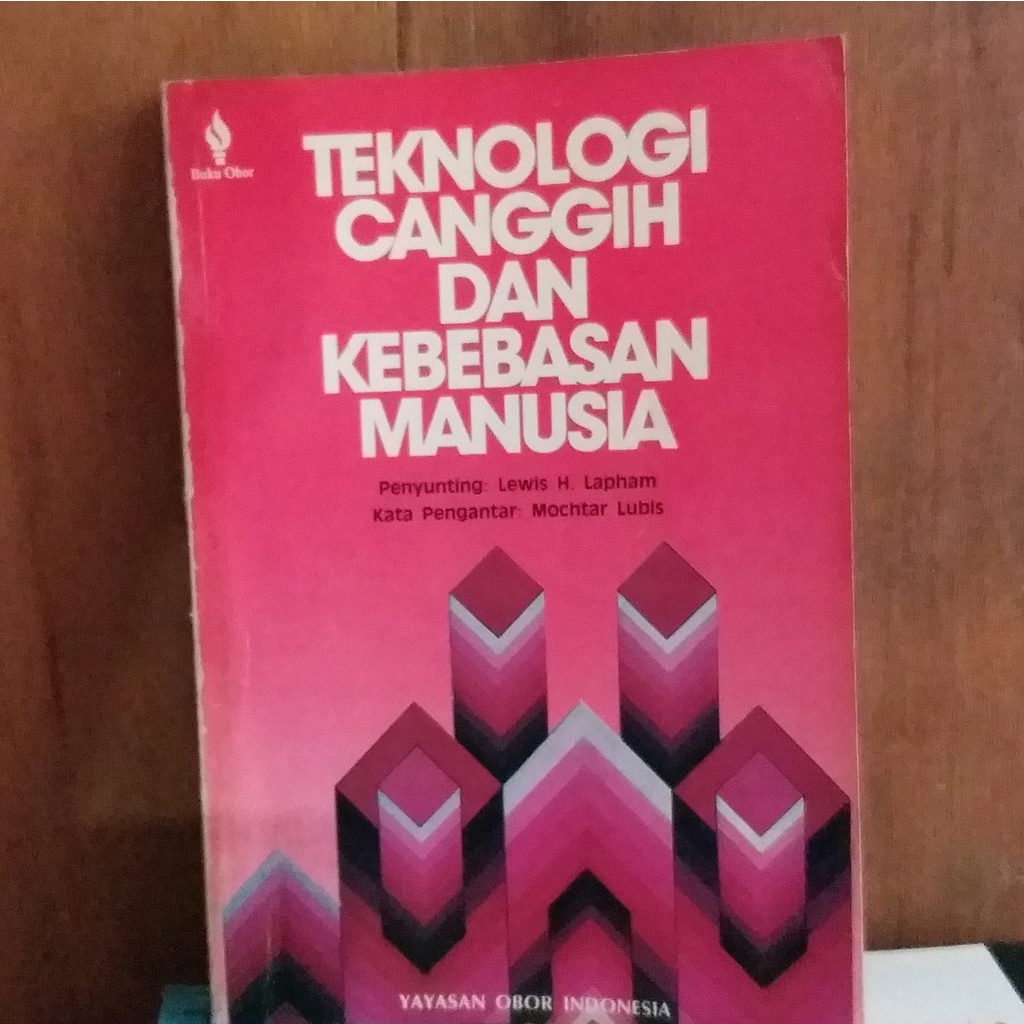 Buku Obor
TEKNOLOGI
CANGGIH
DAN
KEBEBASAN
MANUSIA
Penyunting: Lewis H. Lapham
Kata Pengantar: Mochtar Lubis
YAYASAN OBOR INDONESIA